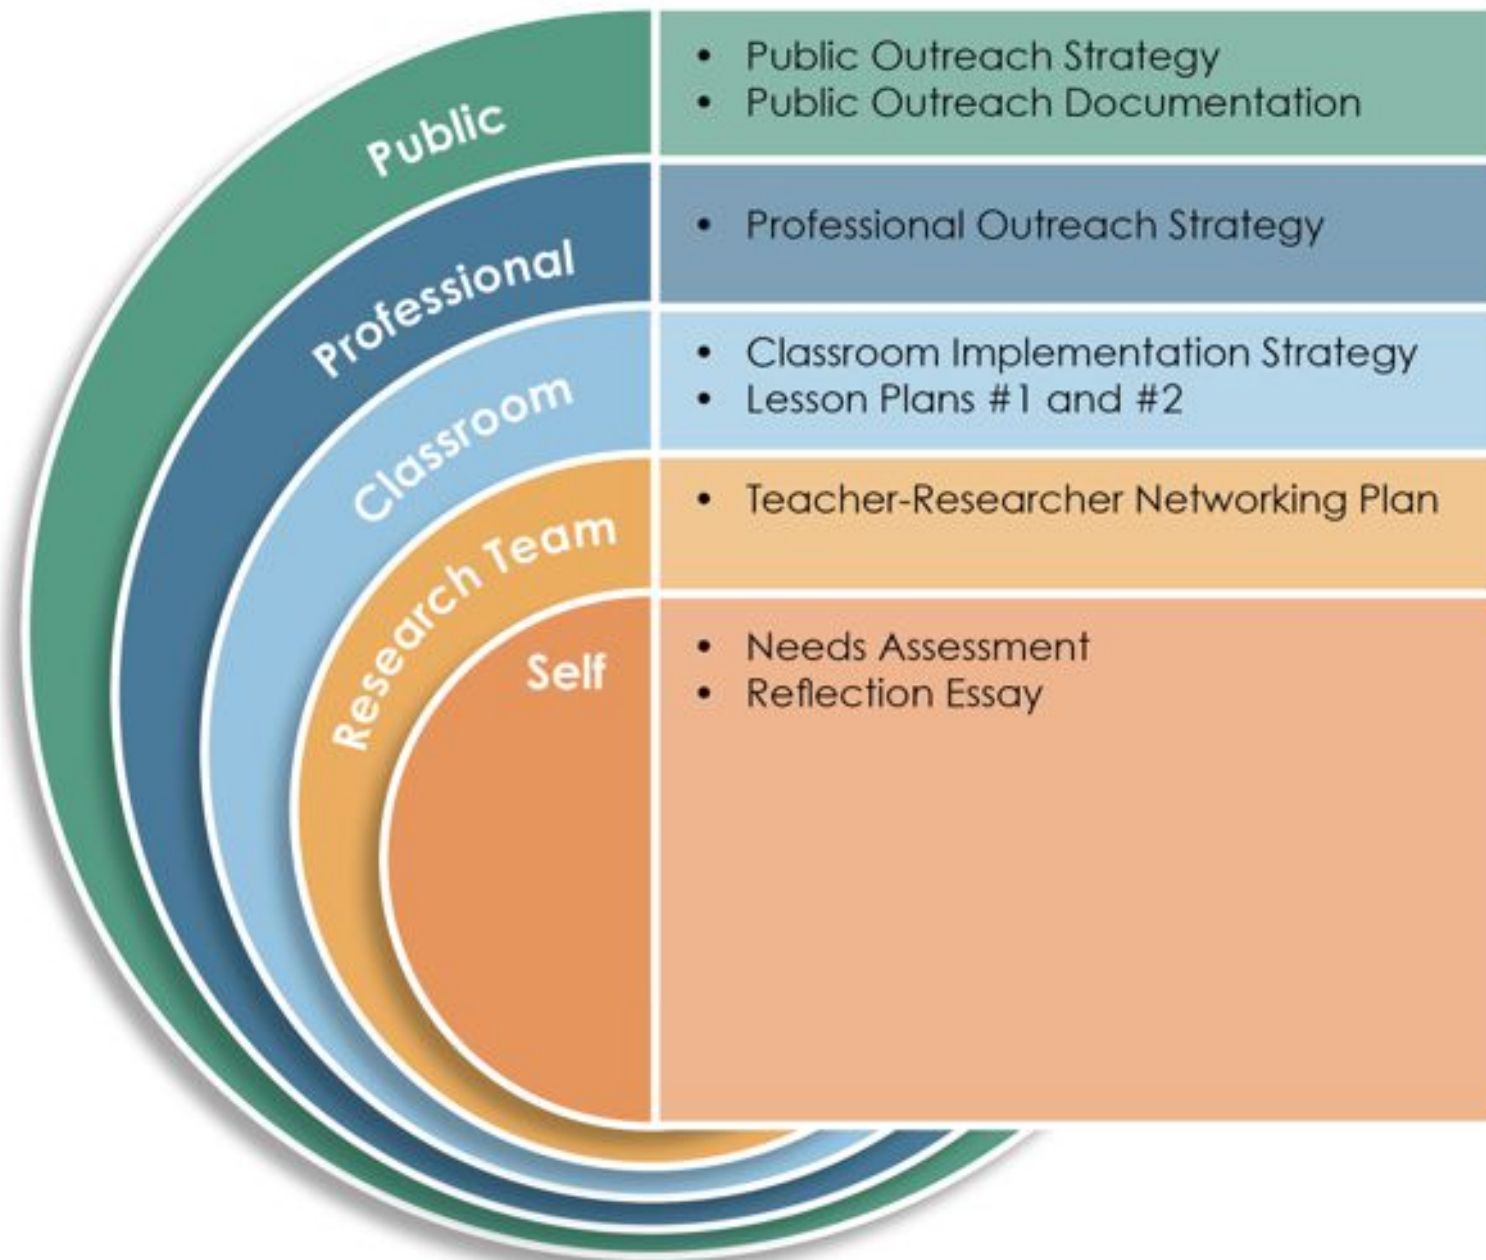 Public
• Public Outreach Strategy
• Public Outreach Documentation
Professional
• Professional Outreach Strategy
Classroom
• Classroom Implementation Strategy
• Lesson Plans #1 and #2
Research Team
• Teacher-Researcher Networking Plan
Self
• Needs Assessment
• Reflection Essay